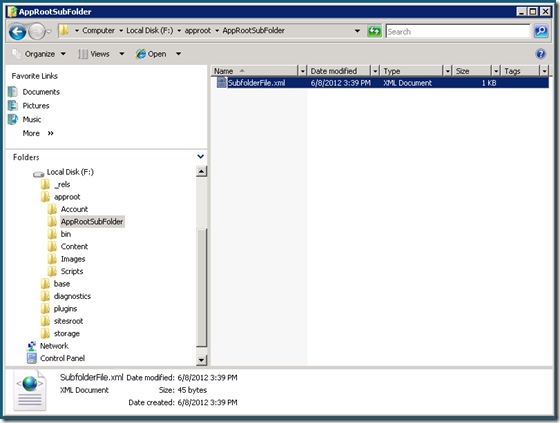 AppRootSubFolder
Computer Local Disk (F:) approot AppRootSubFolder Search
Organize Views Open
Favorite Links
Documents
Pictures
Music
More »
Folders
Local Disk (F:)
_rels
approot
Account
AppRootSubFolder
bin
Content
Images
Scripts
base
diagnostics
plugins
sitesroot
storage
Network
Control Panel
Name Date modified Type Size Tags
SubfolderFile.xml 6/8/2012 3:39 PM XML Document 1 KB
SubfolderFile.xml Date modified: 6/8/2012 3:39 PM
XML Document Size: 45 bytes
Date created: 6/8/2012 3:39 PM